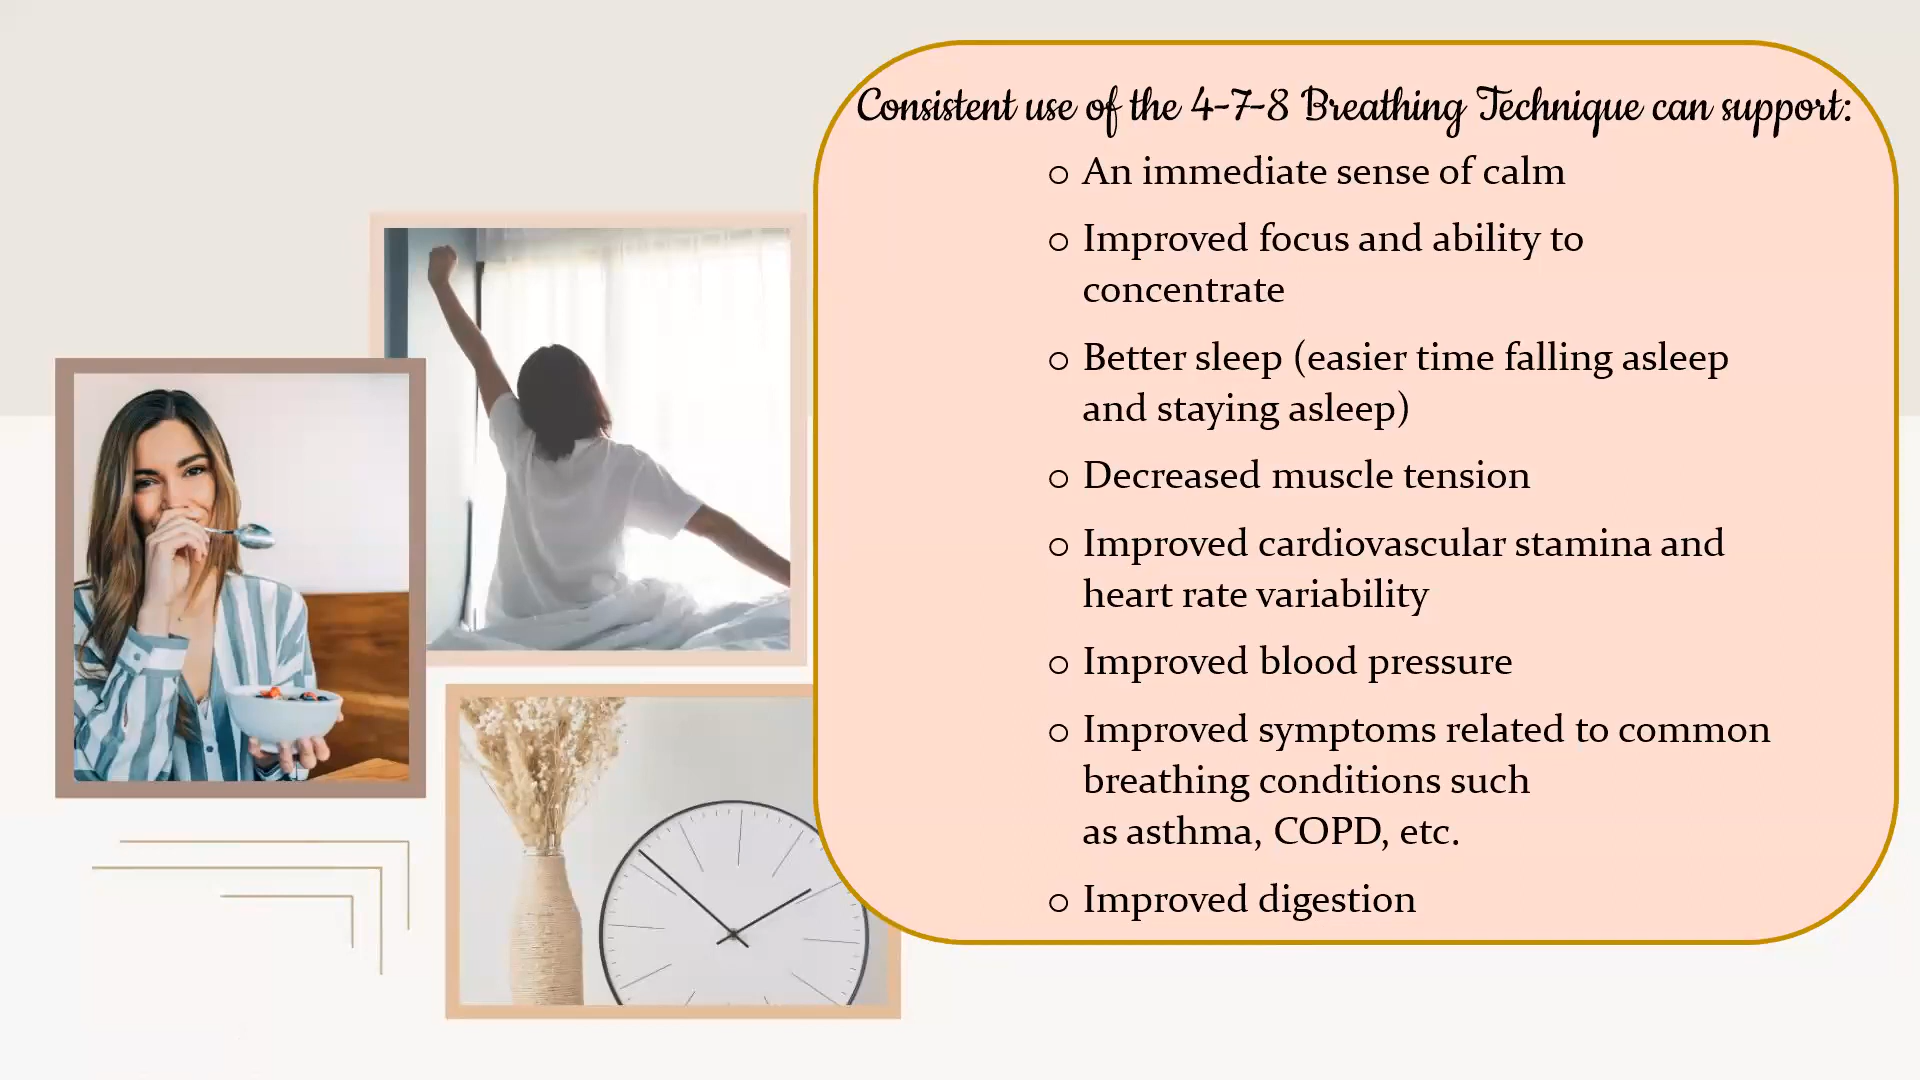 Consistent use of the 4-7-8 Breathing Technique can support:
o An immediate sense of calm
o Improved focus and ability to
concentrate
o Better sleep (easier time falling asleep
and staying asleep)
o Decreased muscle tension
o Improved cardiovascular stamina and
heart rate variability
o Improved blood pressure
o Improved symptoms related to common
breathing conditions such
as asthma, COPD, etc.
o Improved digestion